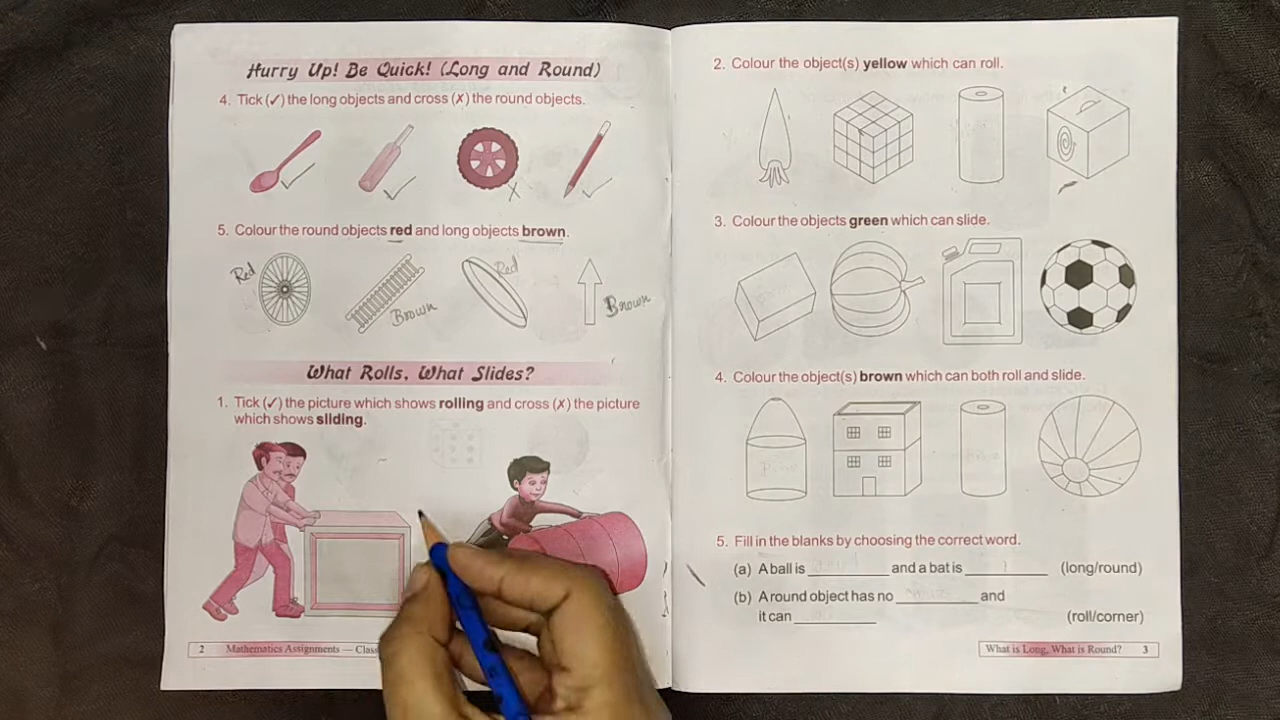 Hurry Up! Be Quick! (Long and Round)
4. Tick (✓) the long objects and cross (✗) the round objects.
5. Colour the round objects red and long objects brown.
Red
Brown
Red
Brown
What Rolls, What Slides?
1. Tick (✓) the picture which shows rolling and cross (✗) the picture
which shows sliding.
2 Mathematics Assignments — Class
2. Colour the object(s) yellow which can roll.
3. Colour the objects green which can slide.
4. Colour the object(s) brown which can both roll and slide.
5. Fill in the blanks by choosing the correct word.
(a) A ball is __________ and a bat is __________ (long/round)
(b) A round object has no __________ and
it can __________ (roll/corner)
What is Long, What is Round? 3